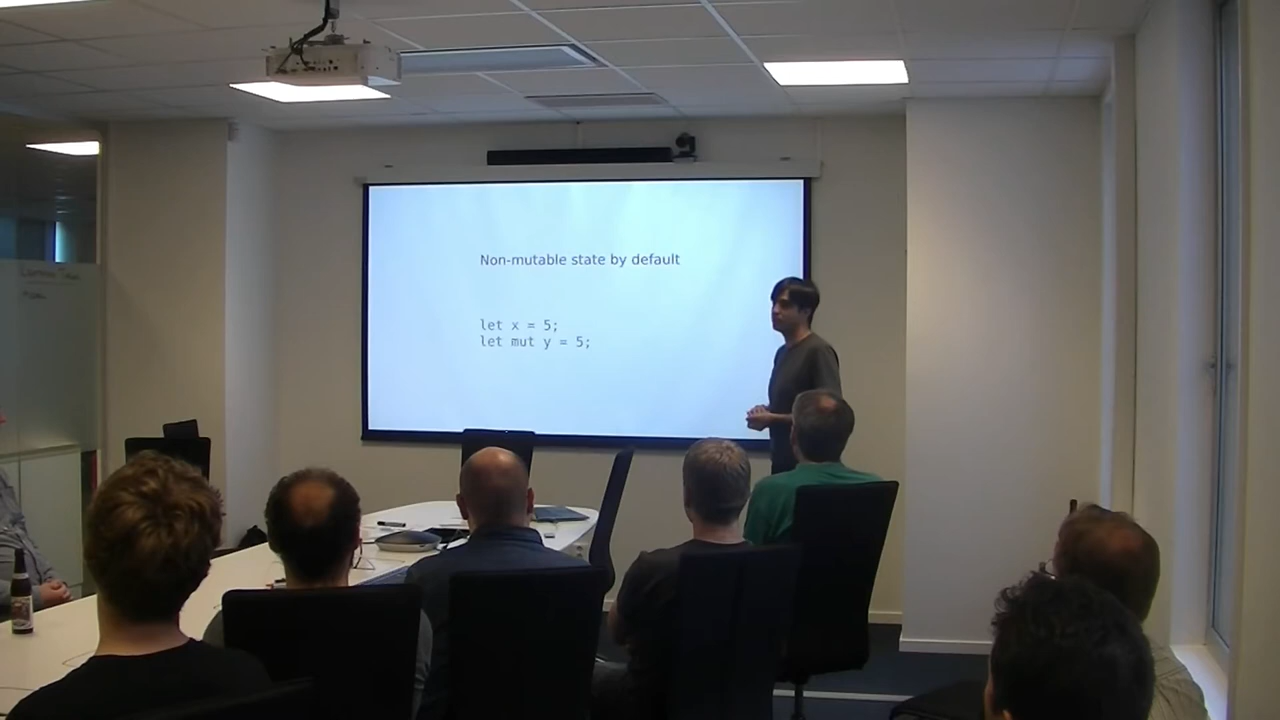 Non-mutable state by default
let x = 5;
let mut y = 5;